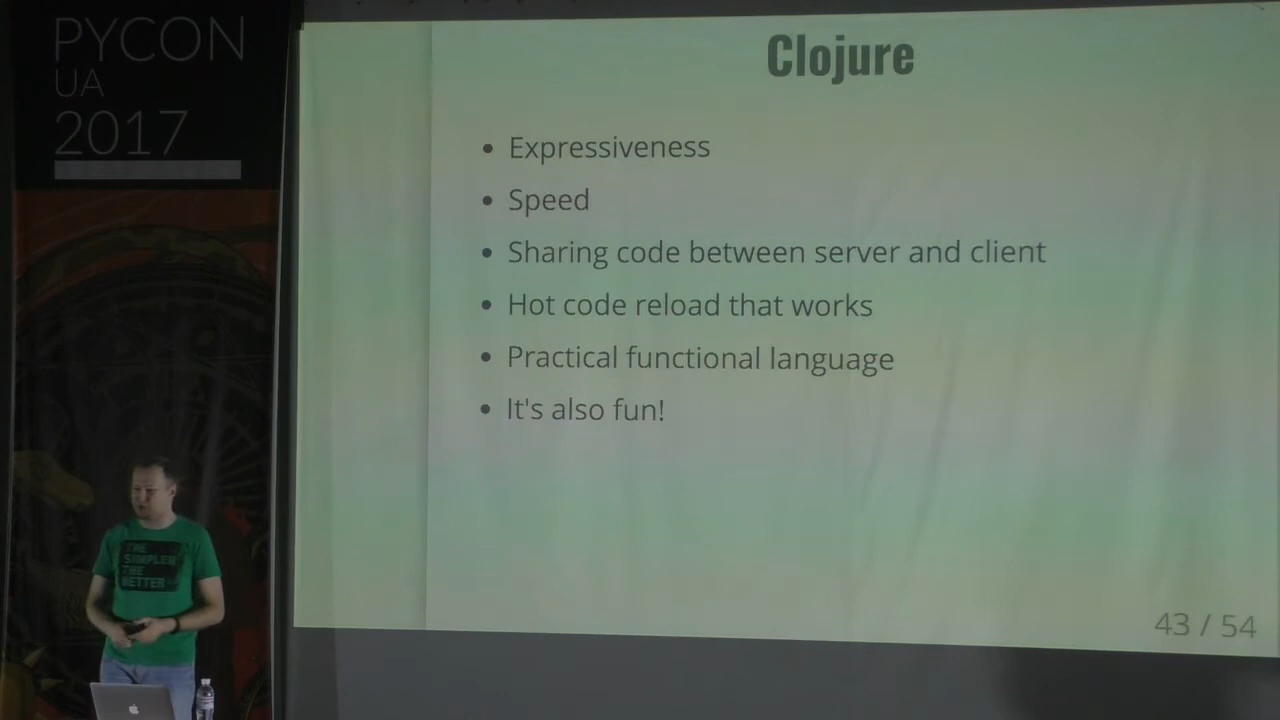 PYCON
UA
2017
Clojure
Expressiveness
Speed
Sharing code between server and client
Hot code reload that works
Practical functional language
It's also fun!
43 / 54
THE
SIMPLER
THE
BETTER